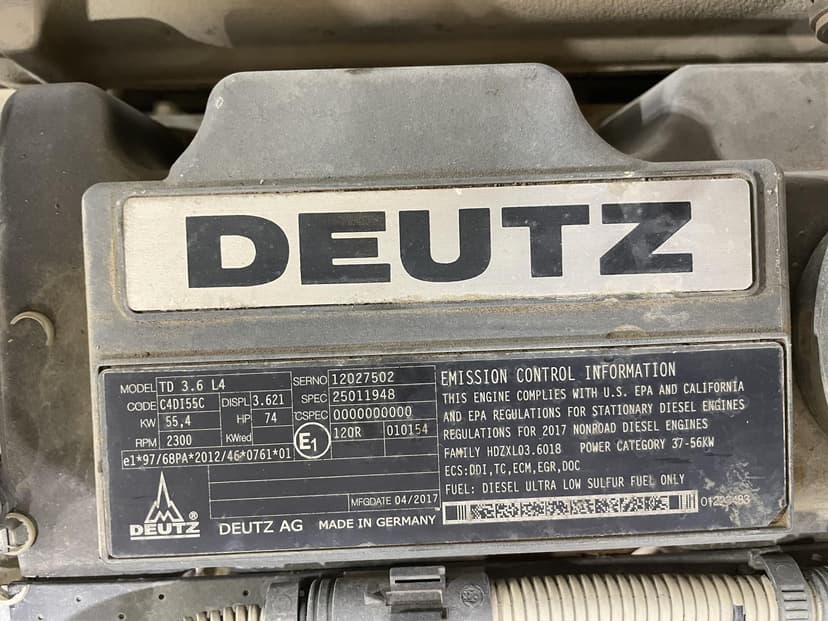 DEUTZ
MODEL TD 3.6 L4
CODE C4DI55C DISPL 3.621
KW 55,4 HP 74
RPM 2300 KWred
e1*97/68PA*2012/46*0761*01
SERNO 12027502
SPEC 25011948
CSPEC 0000000000
E1 120R 010154
MFGDATE 04/2017
DEUTZ ® DEUTZ AG MADE IN GERMANY
EMISSION CONTROL INFORMATION
THIS ENGINE COMPLIES WITH U.S. EPA AND CALIFORNIA
AND EPA REGULATIONS FOR STATIONARY DIESEL ENGINES
REGULATIONS FOR 2017 NONROAD DIESEL ENGINES
FAMILY HDZXL03.6018 POWER CATEGORY 37-56KW
ECS:DDI,TC,ECM,EGR,DOC
FUEL: DIESEL ULTRA LOW SULFUR FUEL ONLY